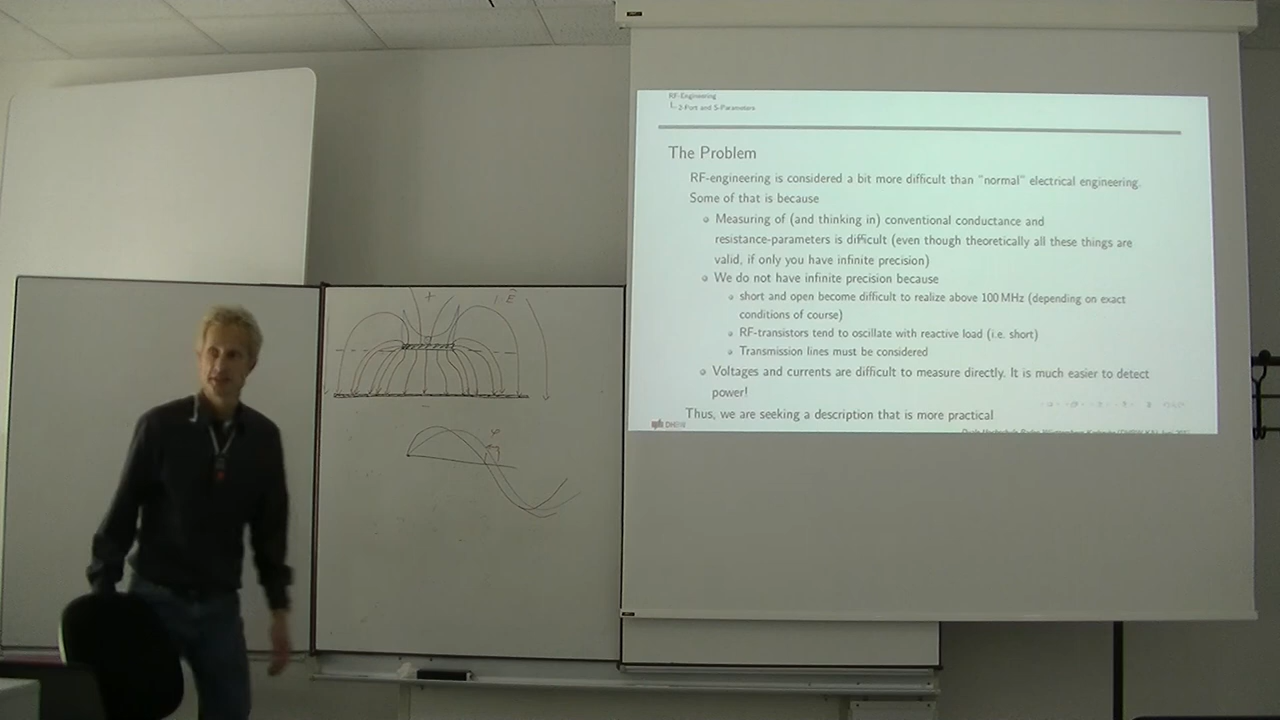 RF-Engineering
2-Port and S-Parameters
The Problem
RF-engineering is considered a bit more difficult than "normal" electrical engineering.
Some of that is because
Measuring of (and thinking in) conventional conductance and
resistance-parameters is difficult (even though theoretically all these things are
valid, if only you have infinite precision)
We do not have infinite precision because
short and open become difficult to realize above 100 MHz (depending on exact
conditions of course)
RF-transistors tend to oscillate with reactive load (i.e. short)
Transmission lines must be considered
Voltages and currents are difficult to measure directly. It is much easier to detect
power!
Thus, we are seeking a description that is more practical
DHBW
+
E
φ